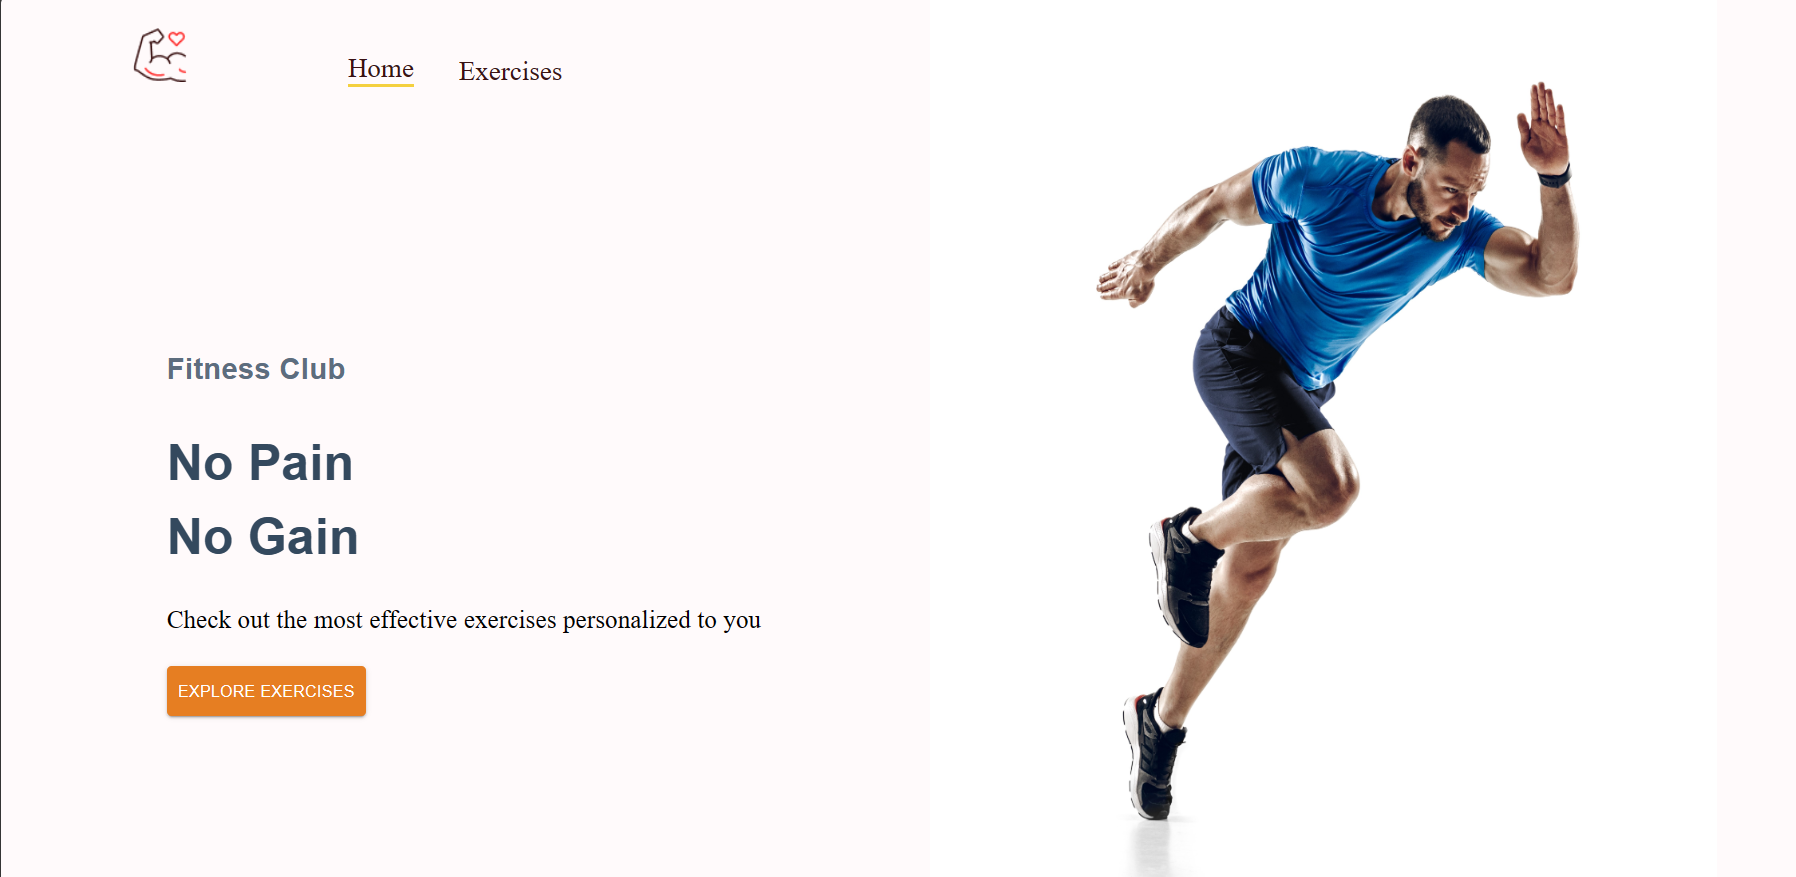 Home Exercises
Fitness Club
No Pain
No Gain
Check out the most effective exercises personalized to you
EXPLORE EXERCISES